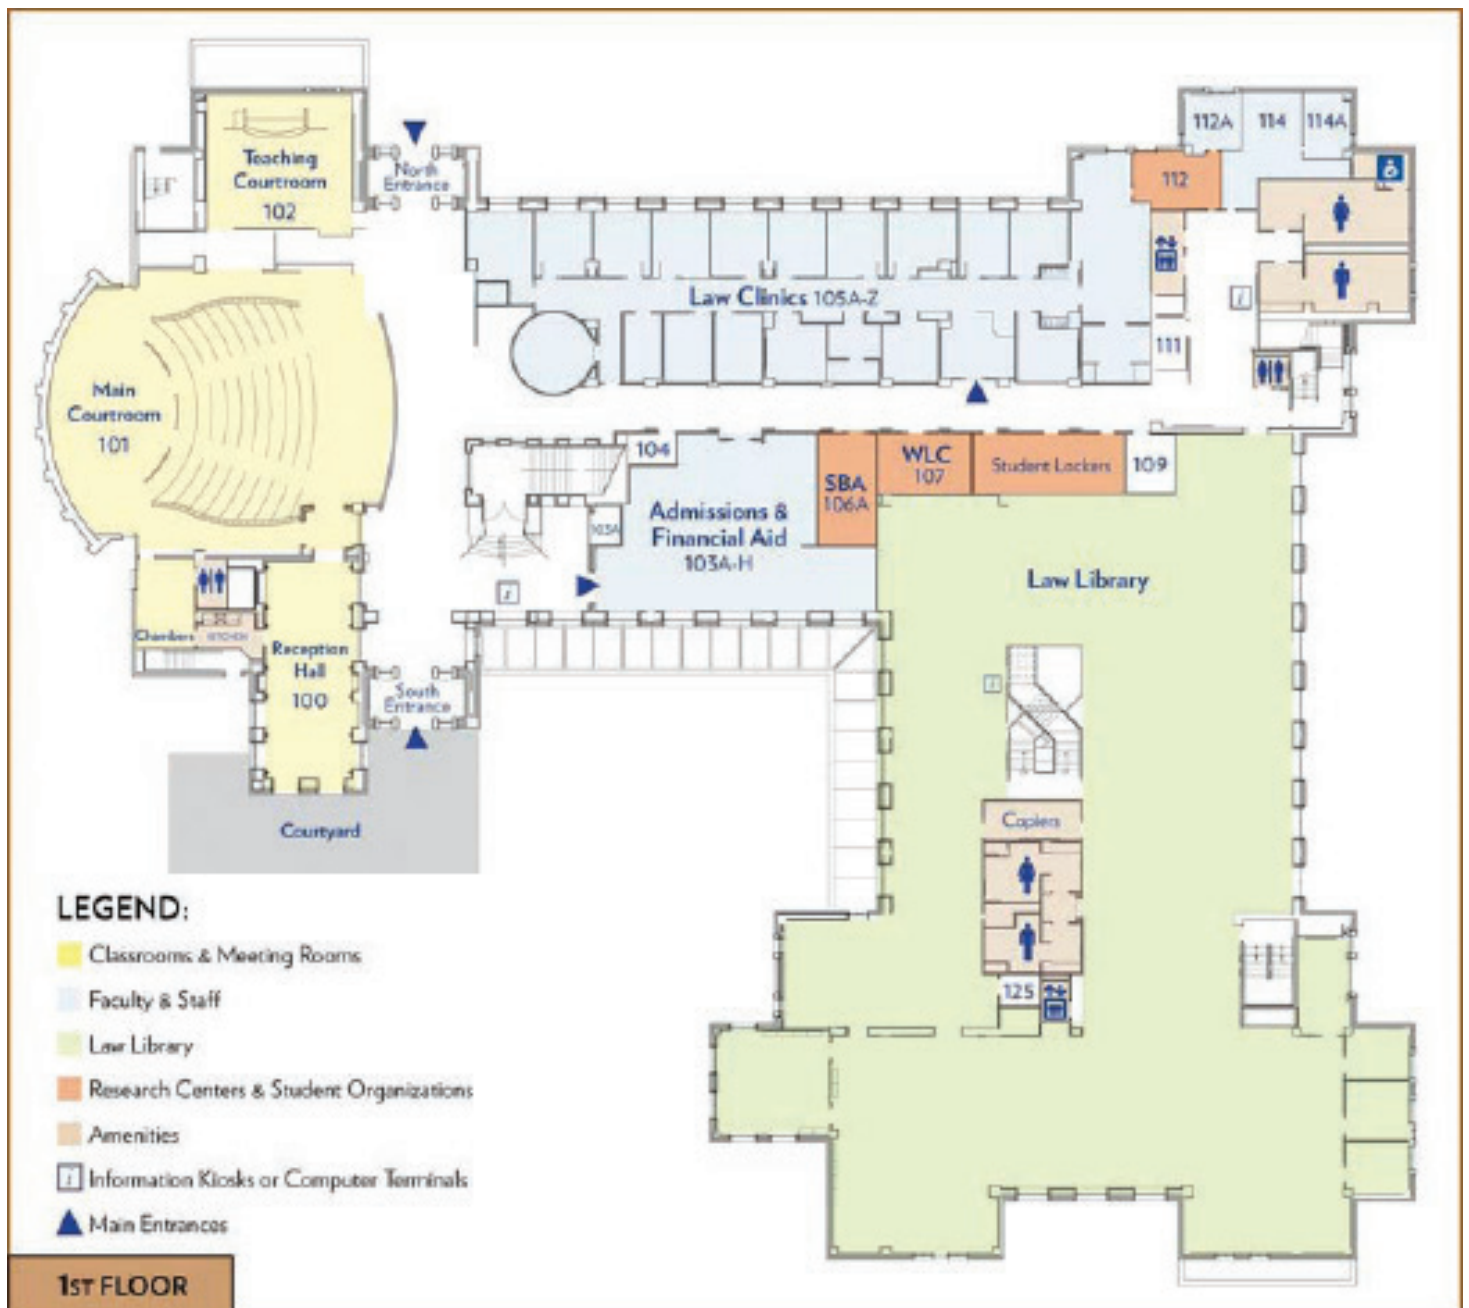 Teaching
Courtroom
102
North
Entrance
112A
114
114A
112
Law Clinics 105A-Z
i
111
Main
Courtroom
101
104
SBA
106A
WLC
107
Student Lockers
109
103A
Admissions &
Financial Aid
103A-H
Law Library
i
Chambers
KITCHEN
Reception
Hall
100
South
Entrance
i
Courtyard
Copiers
125
LEGEND:
Classrooms & Meeting Rooms
Faculty & Staff
Law Library
Research Centers & Student Organizations
Amenities
i Information Kiosks or Computer Terminals
Main Entrances
1ST FLOOR